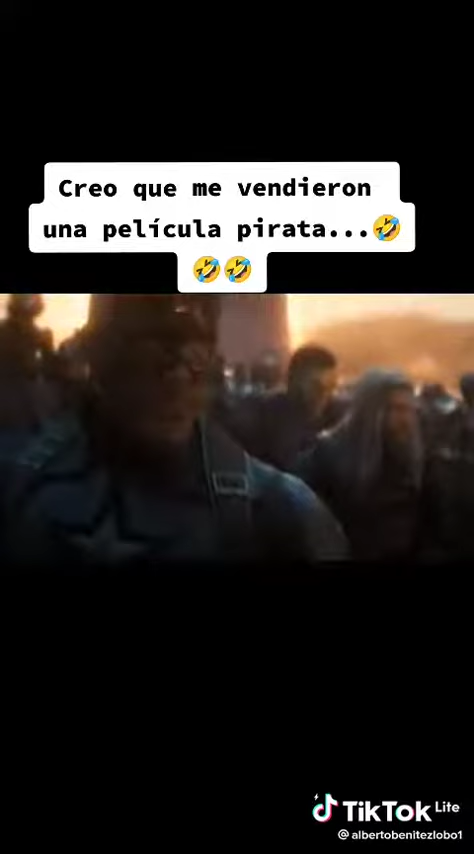 Creo que me vendieron
una película pirata...🤣
🤣🤣
TikTok Lite
@albertobenitezlobo1